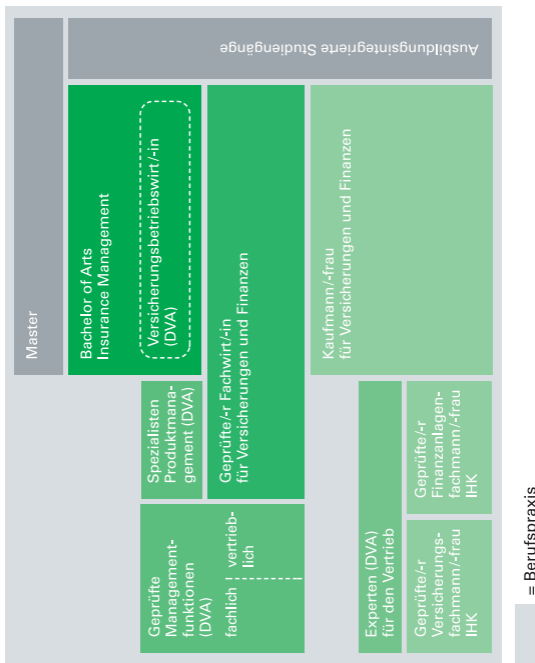 Master
Bachelor of Arts
Insurance Management
Versicherungsbetriebswirt/-in
(DVA)
Ausbildungsintegrierte Studiengänge
Geprüfte
Management-
funktionen
(DVA)
fachlich
vertrieb-
lich
Spezialisten
Produktmana-
gement (DVA)
Geprüfte/-r Fachwirt/-in
für Versicherungen und Finanzen
Experten (DVA)
für den Vertrieb
Kaufmann/-frau
für Versicherungen und Finanzen
Geprüfte/-r
Versicherungs-
fachmann/-frau
IHK
Geprüfte/-r
Finanzanlagen-
fachmann/-frau
IHK
= Berufspraxis